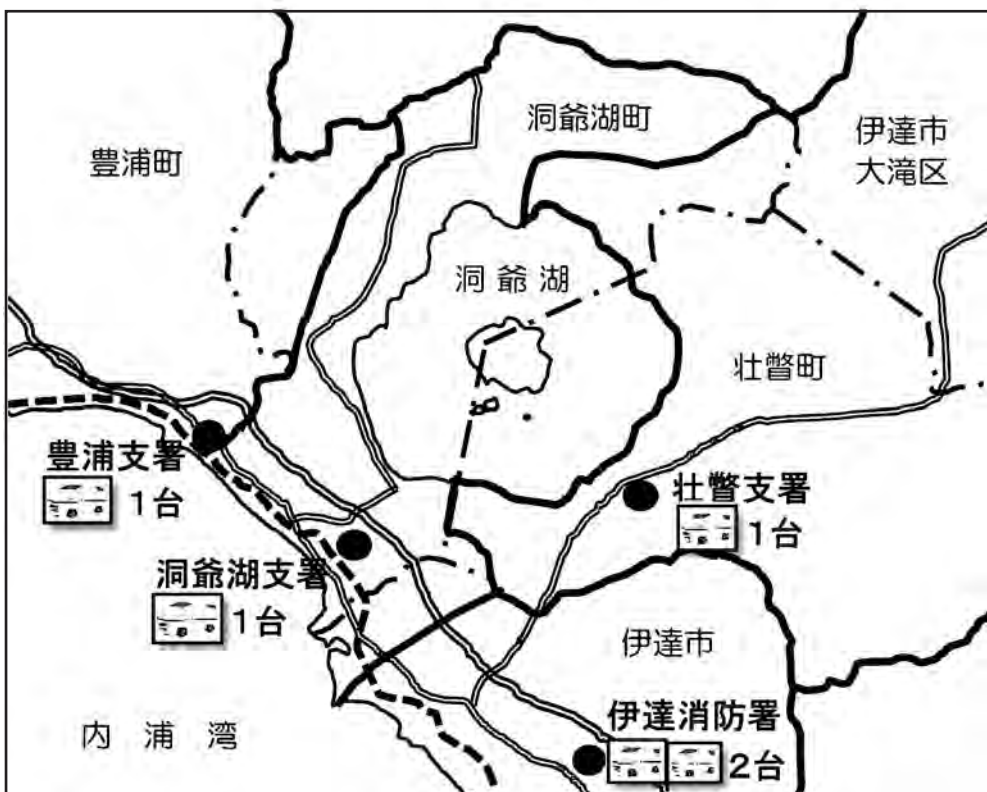 洞爺湖町
伊達市
大滝区
豊浦町
洞爺湖
壮瞥町
豊浦支署
1台
壮瞥支署
1台
洞爺湖支署
1台
伊達市
伊達消防署
2台
内浦湾